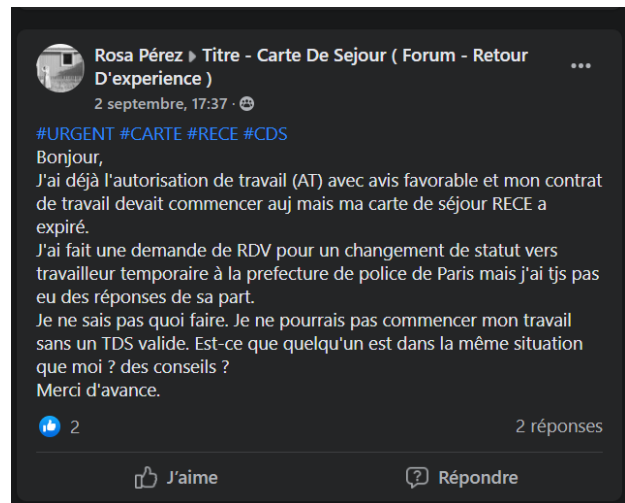 Rosa Pérez ▸ Titre - Carte De Sejour ( Forum - Retour
D'experience )
2 septembre, 17:37 ·
#URGENT #CARTE #RECE #CDS
Bonjour,
J'ai déjà l'autorisation de travail (AT) avec avis favorable et mon contrat
de travail devait commencer auj mais ma carte de séjour RECE a
expiré.
J'ai fait une demande de RDV pour un changement de statut vers
travailleur temporaire à la prefecture de police de Paris mais j'ai tjs pas
eu des réponses de sa part.
Je ne sais pas quoi faire. Je ne pourrais pas commencer mon travail
sans un TDS valide. Est-ce que quelqu'un est dans la même situation
que moi ? des conseils ?
Merci d'avance.
2
2 réponses
J'aime
Répondre